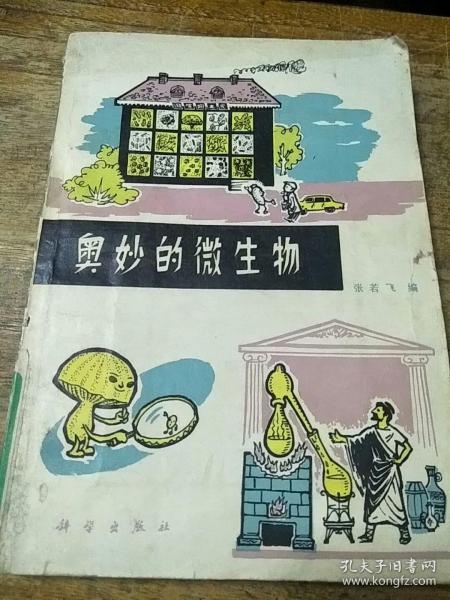 奥妙的微生物
张若飞 编
科学出版社
孔夫子旧书网
www.kongfz.com